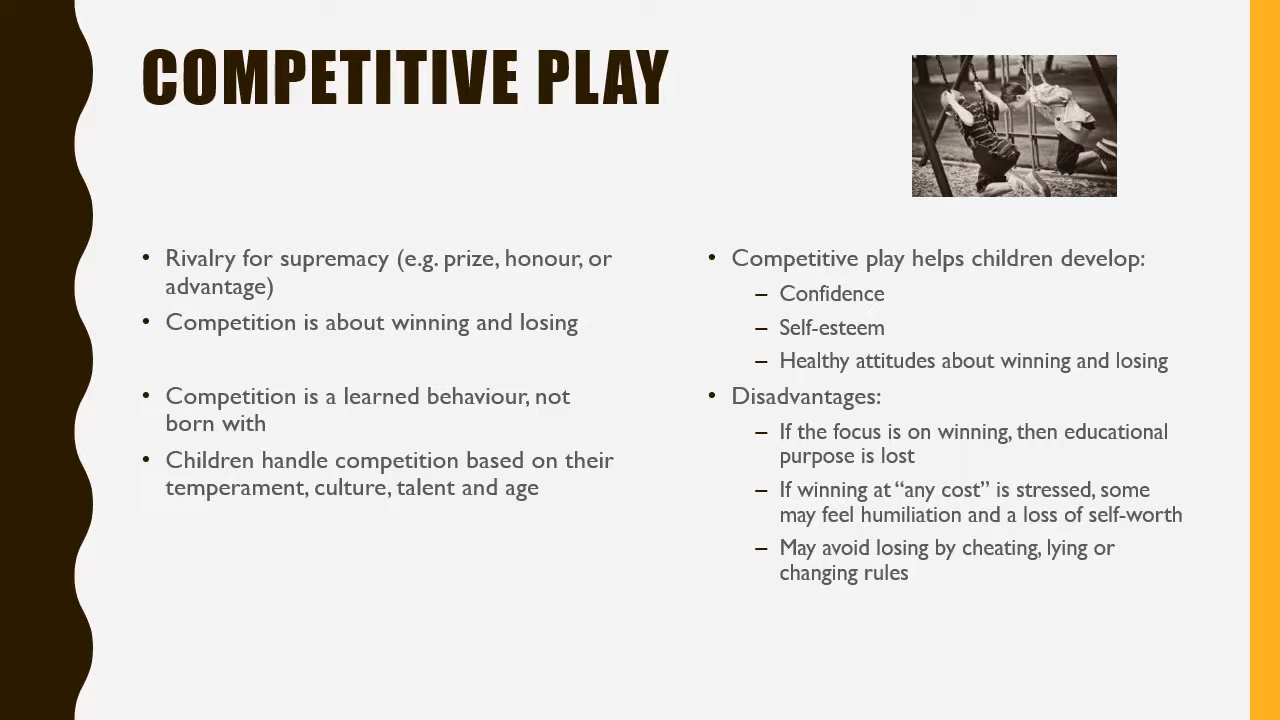 COMPETITIVE PLAY
• Rivalry for supremacy (e.g. prize, honour, or
advantage)
• Competition is about winning and losing
• Competition is a learned behaviour, not
born with
• Children handle competition based on their
temperament, culture, talent and age
• Competitive play helps children develop:
– Confidence
– Self-esteem
– Healthy attitudes about winning and losing
• Disadvantages:
– If the focus is on winning, then educational
purpose is lost
– If winning at “any cost” is stressed, some
may feel humiliation and a loss of self-worth
– May avoid losing by cheating, lying or
changing rules